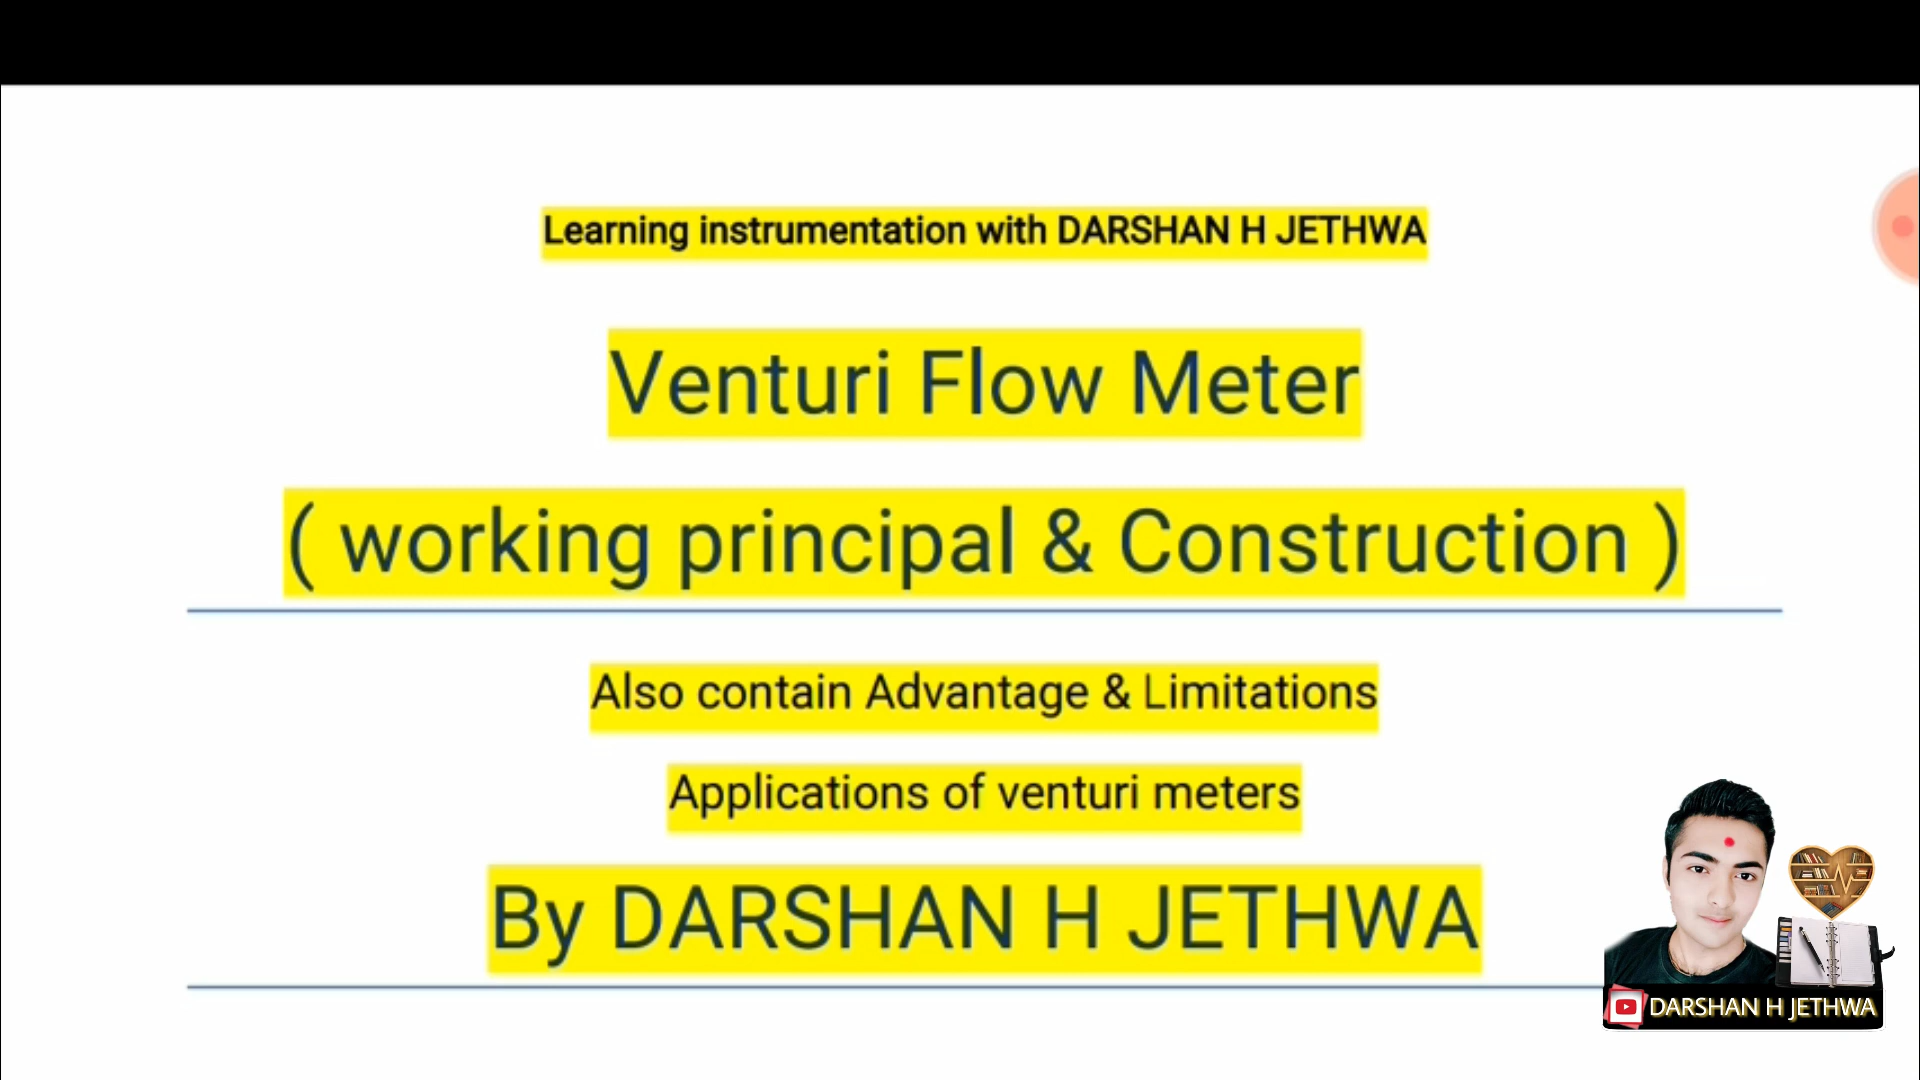 Learning instrumentation with DARSHAN H JETHWA
Venturi Flow Meter
( working principal & Construction )
Also contain Advantage & Limitations
Applications of venturi meters
By DARSHAN H JETHWA
DARSHAN H JETHWA